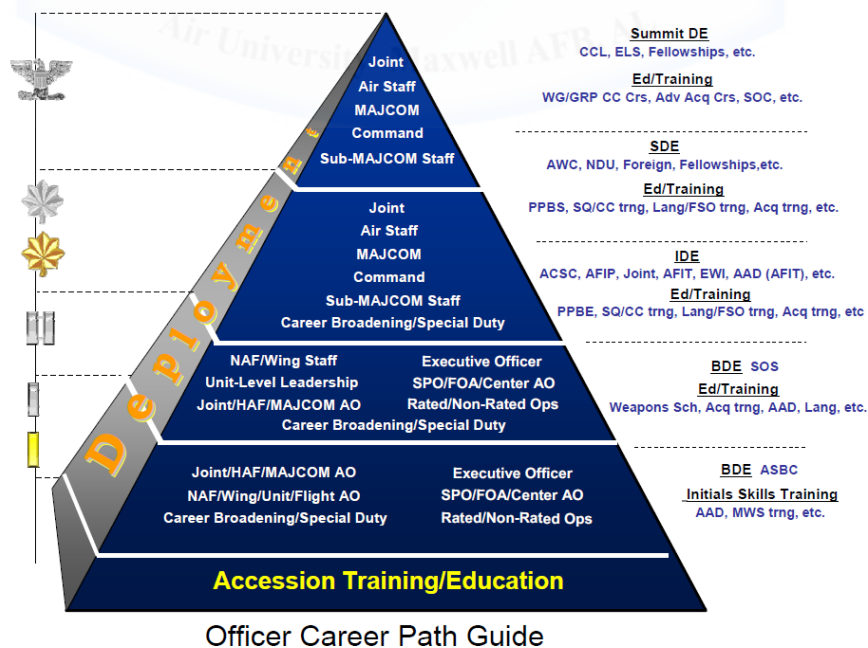 Air University Maxwell AFB AL
Joint
Air Staff
MAJCOM
Command
Sub-MAJCOM Staff
Joint
Air Staff
MAJCOM
Command
Sub-MAJCOM Staff
Career Broadening/Special Duty
NAF/Wing Staff Executive Officer
Unit-Level Leadership SPO/FOA/Center AO
Joint/HAF/MAJCOM AO Rated/Non-Rated Ops
Career Broadening/Special Duty
Joint/HAF/MAJCOM AO Executive Officer
NAF/Wing/Unit/Flight AO SPO/FOA/Center AO
Career Broadening/Special Duty Rated/Non-Rated Ops
Accession Training/Education
Deployment
Summit DE
CCL, ELS, Fellowships, etc.
Ed/Training
WG/GRP CC Crs, Adv Acq Crs, SOC, etc.
SDE
AWC, NDU, Foreign, Fellowships,etc.
Ed/Training
PPBS, SQ/CC trng, Lang/FSO trng, Acq trng, etc.
IDE
ACSC, AFIP, Joint, AFIT, EWI, AAD (AFIT), etc.
Ed/Training
PPBE, SQ/CC trng, Lang/FSO trng, Acq trng, etc
BDE SOS
Ed/Training
Weapons Sch, Acq trng, AAD, Lang, etc.
BDE ASBC
Initials Skills Training
AAD, MWS trng, etc.
Officer Career Path Guide